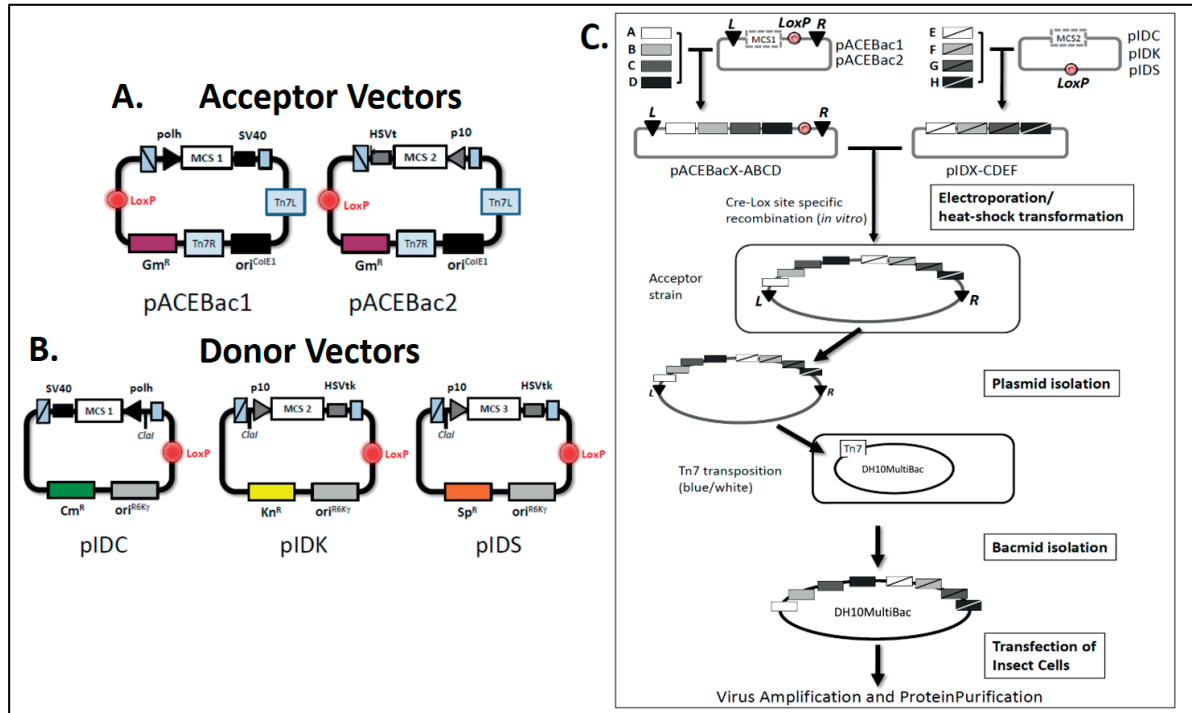 A. Acceptor Vectors
polh SV40
MCS 1
LoxP
Tn7L
Tn7R
GmR oriColE1
pACEBac1
HSVt p10
MCS 2
LoxP
Tn7L
Tn7R
GmR oriColE1
pACEBac2
B. Donor Vectors
SV40 polh
MCS 1
ClaI
LoxP
CmR oriR6Kγ
pIDC
p10 HSVtk
MCS 2
ClaI
LoxP
KnR oriR6Kγ
pIDK
p10 HSVtk
MCS 3
ClaI
LoxP
SpR oriR6Kγ
pIDS
C.
A
B
C
D
L LoxP R
MCS1
pACEBac1
pACEBac2
E
F
G
H
MCS2
LoxP
pIDC
pIDK
pIDS
L R
pACEBacX-ABCD
pIDX-CDEF
Cre-Lox site specific
recombination (in vitro)
Electroporation/
heat-shock transformation
Acceptor
strain
L R
L R
Plasmid isolation
Tn7 transposition
(blue/white)
Tn7
DH10MultiBac
Bacmid isolation
DH10MultiBac
Transfection of
Insect Cells
Virus Amplification and ProteinPurification